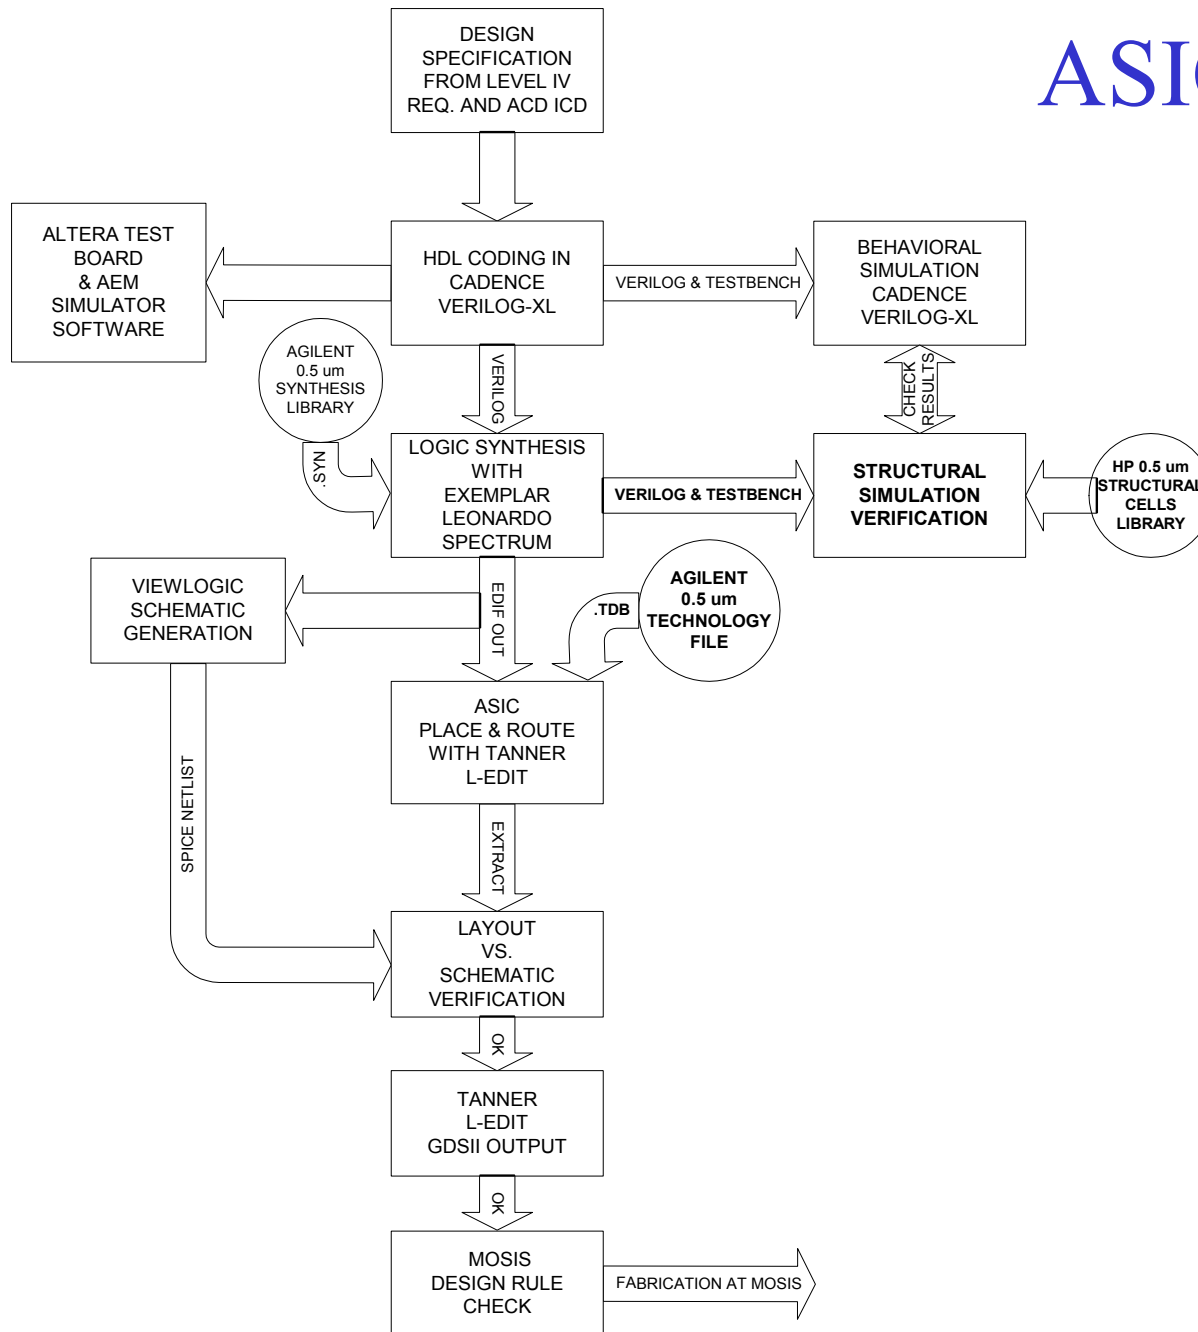 DESIGN
SPECIFICATION
FROM LEVEL IV
REQ. AND ACD ICD
ASIC
ALTERA TEST
BOARD
& AEM
SIMULATOR
SOFTWARE
HDL CODING IN
CADENCE
VERILOG-XL
VERILOG & TESTBENCH
BEHAVIORAL
SIMULATION
CADENCE
VERILOG-XL
AGILENT
0.5 um
SYNTHESIS
LIBRARY
VERILOG
CHECK
RESULTS
.SYN
LOGIC SYNTHESIS
WITH
EXEMPLAR
LEONARDO
SPECTRUM
VERILOG & TESTBENCH
STRUCTURAL
SIMULATION
VERIFICATION
HP 0.5 um
STRUCTURAL
CELLS
LIBRARY
VIEWLOGIC
SCHEMATIC
GENERATION
EDIF OUT
.TDB
AGILENT
0.5 um
TECHNOLOGY
FILE
ASIC
PLACE & ROUTE
WITH TANNER
L-EDIT
SPICE NETLIST
EXTRACT
LAYOUT
VS.
SCHEMATIC
VERIFICATION
OK
TANNER
L-EDIT
GDSII OUTPUT
OK
MOSIS
DESIGN RULE
CHECK
FABRICATION AT MOSIS